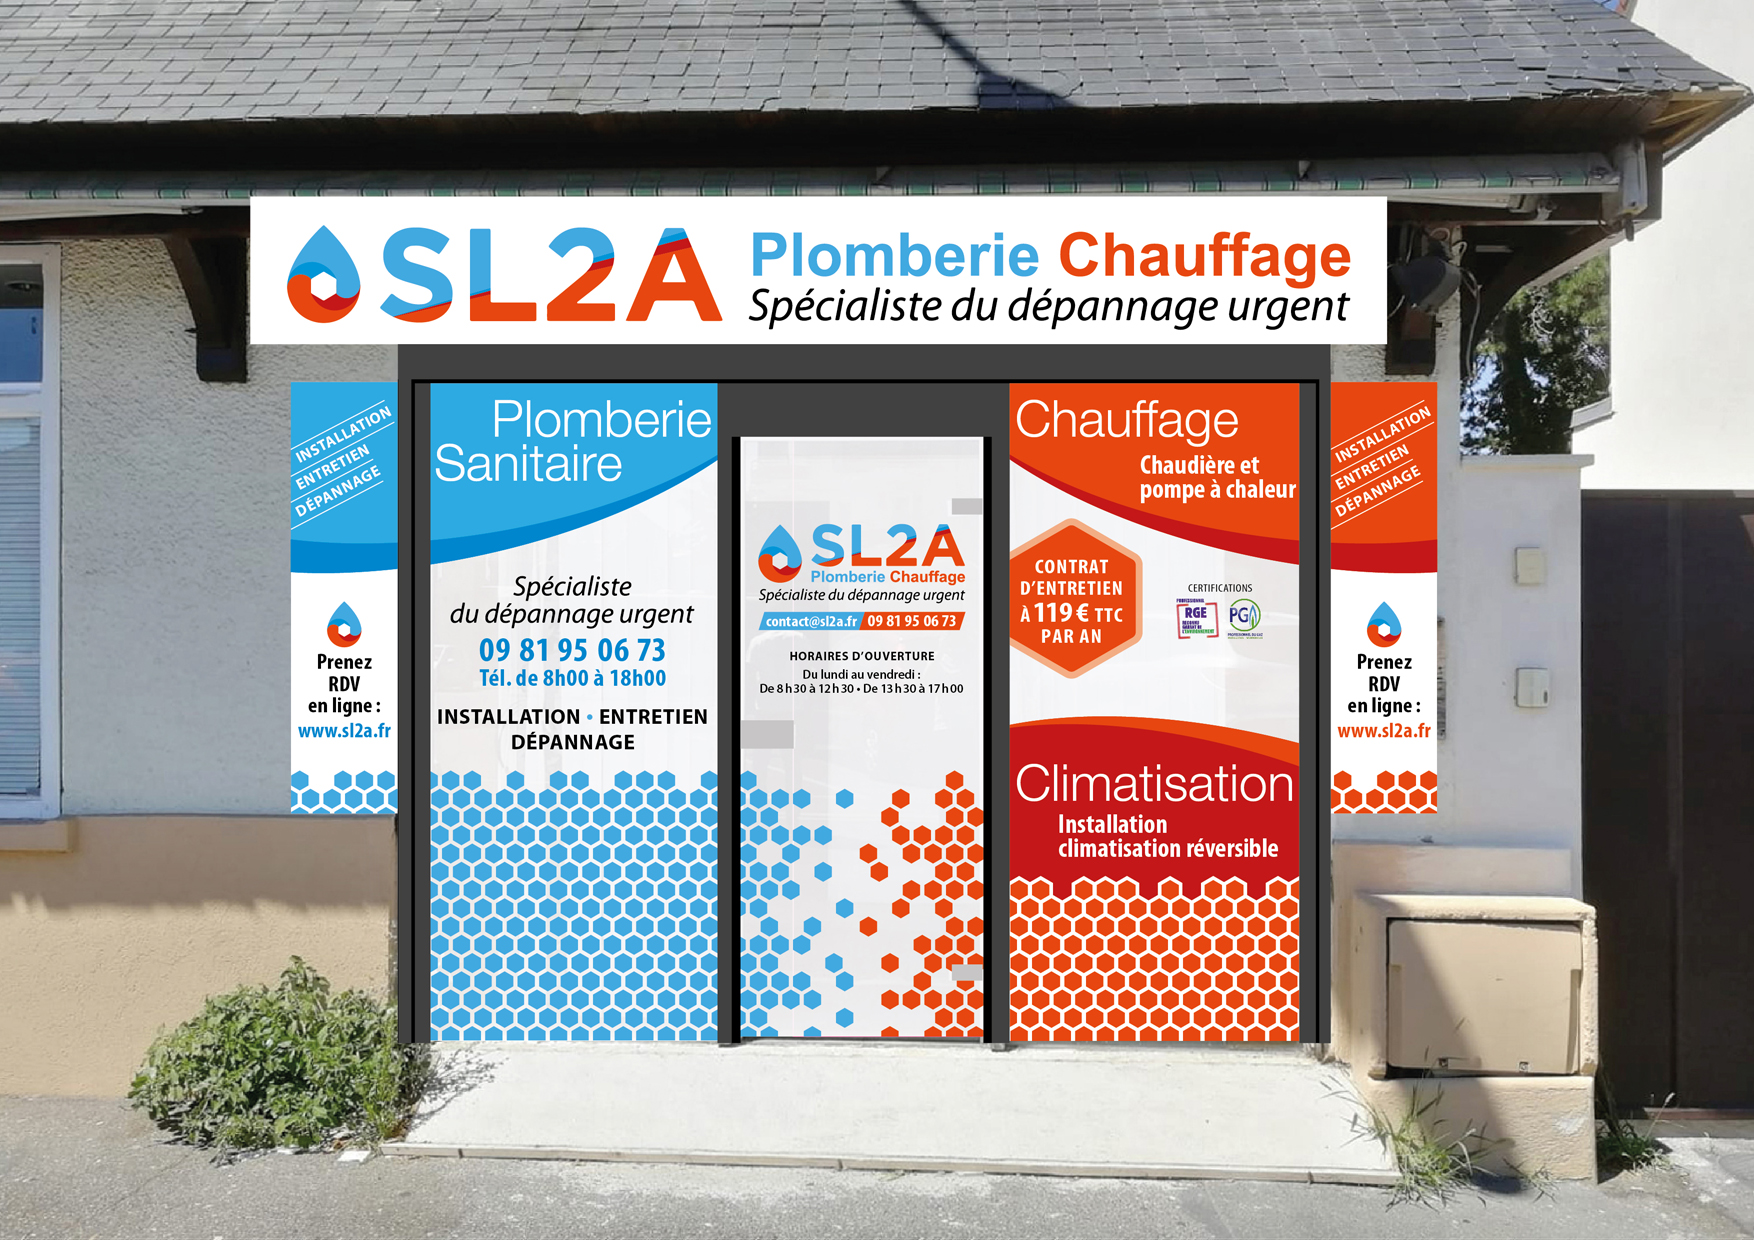 SL2A
Plomberie Chauffage
Spécialiste du dépannage urgent
INSTALLATION
ENTRETIEN
DÉPANNAGE
Prenez
RDV
en ligne :
www.sl2a.fr
Plomberie
Sanitaire
Spécialiste
du dépannage urgent
09 81 95 06 73
Tél. de 8h00 à 18h00
INSTALLATION • ENTRETIEN
DÉPANNAGE
SL2A
Plomberie Chauffage
Spécialiste du dépannage urgent
contact@sl2a.fr 09 81 95 06 73
HORAIRES D'OUVERTURE
Du lundi au vendredi :
De 8h30 à 12h30 • De 13h30 à 17h00
Chauffage
Chaudière et
pompe à chaleur
CONTRAT
D'ENTRETIEN
À 119 € TTC
PAR AN
CERTIFICATIONS
RGE
PG
Climatisation
Installation
climatisation réversible
INSTALLATION
ENTRETIEN
DÉPANNAGE
Prenez
RDV
en ligne :
www.sl2a.fr